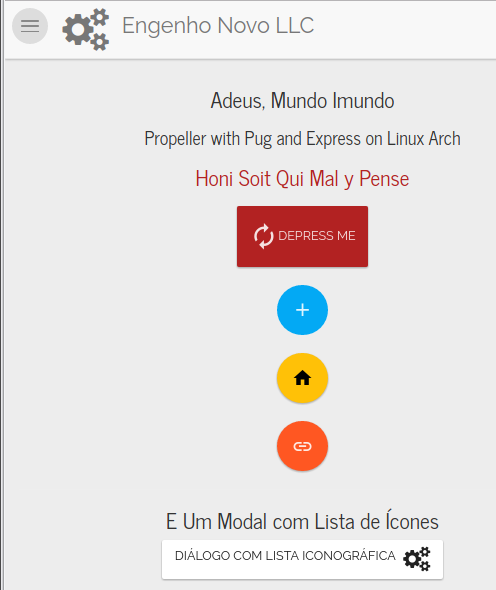 Engenho Novo LLC
Adeus, Mundo Imundo
Propeller with Pug and Express on Linux Arch
Honi Soit Qui Mal y Pense
DEPRESS ME
E Um Modal com Lista de Ícones
DIÁLOGO COM LISTA ICONOGRÁFICA